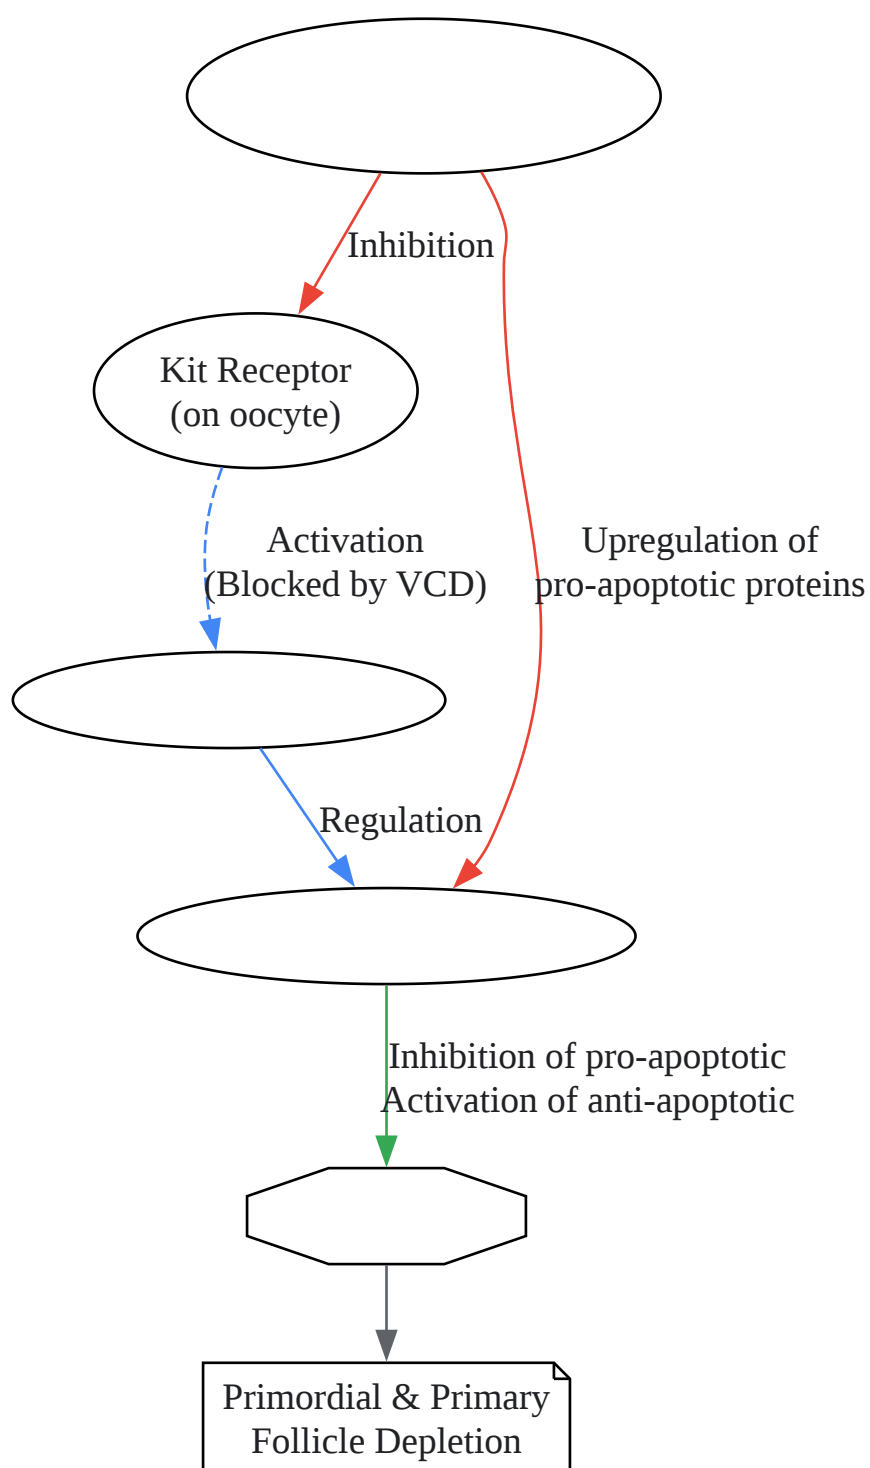 Inhibition
Kit Receptor
(on oocyte)
Activation
(Blocked by VCD)
Upregulation of
pro-apoptotic proteins
Regulation
Inhibition of pro-apoptotic
Activation of anti-apoptotic
Primordial & Primary
Follicle Depletion